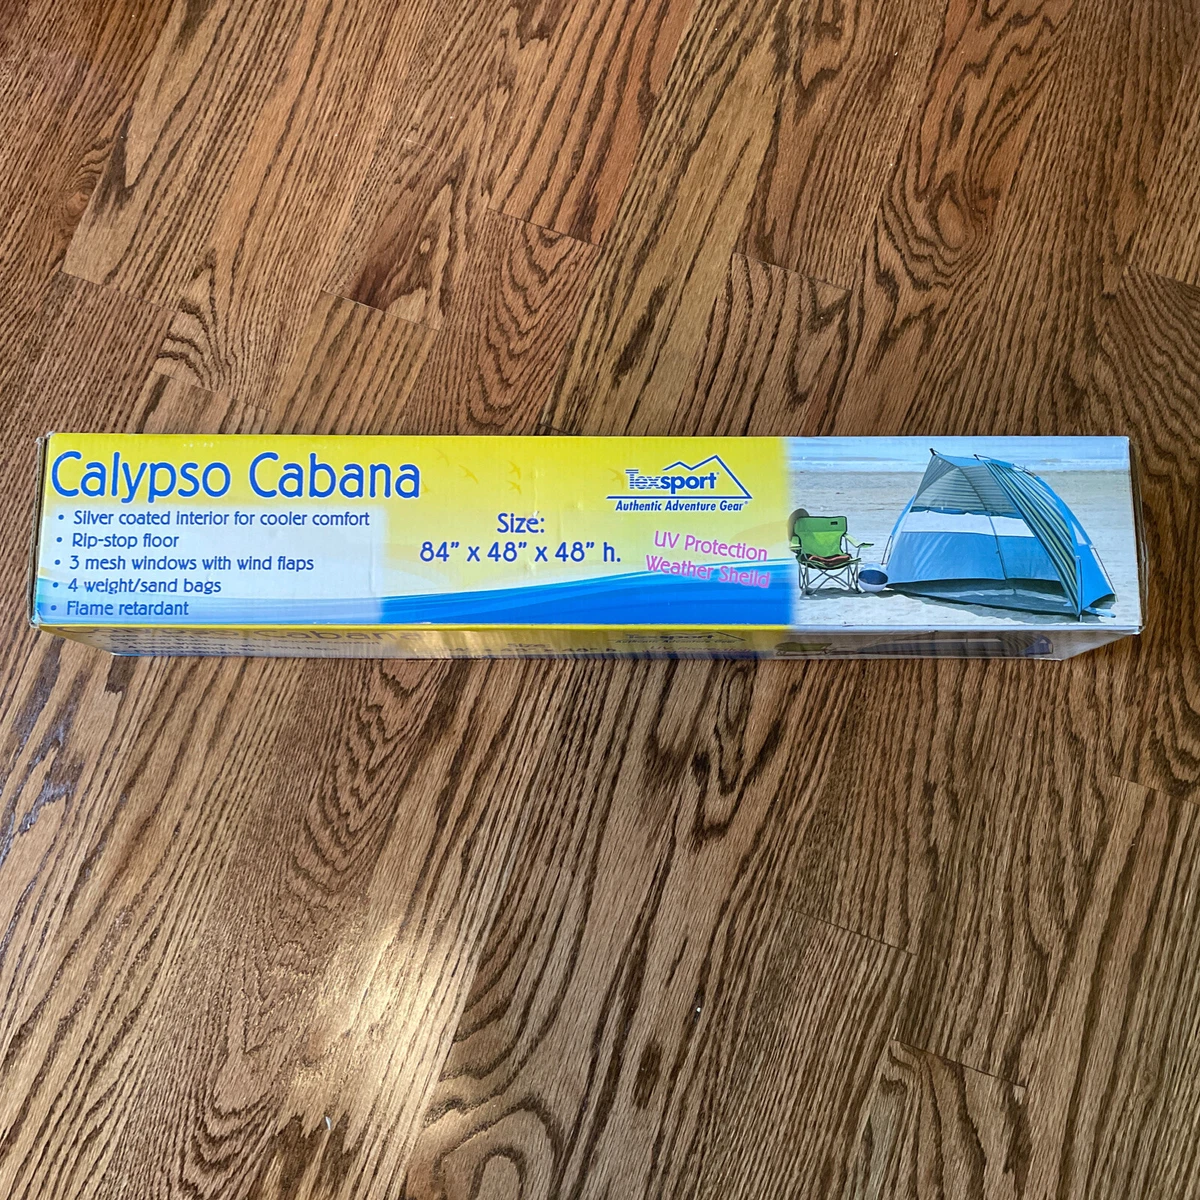 Calypso Cabana
• Silver coated interior for cooler comfort
• Rip-stop floor
• 3 mesh windows with wind flaps
• 4 weight/sand bags
• Flame retardant
Size:
84" x 48" x 48" h.
Texsport
Authentic Adventure Gear
UV Protection
Weather Sheild